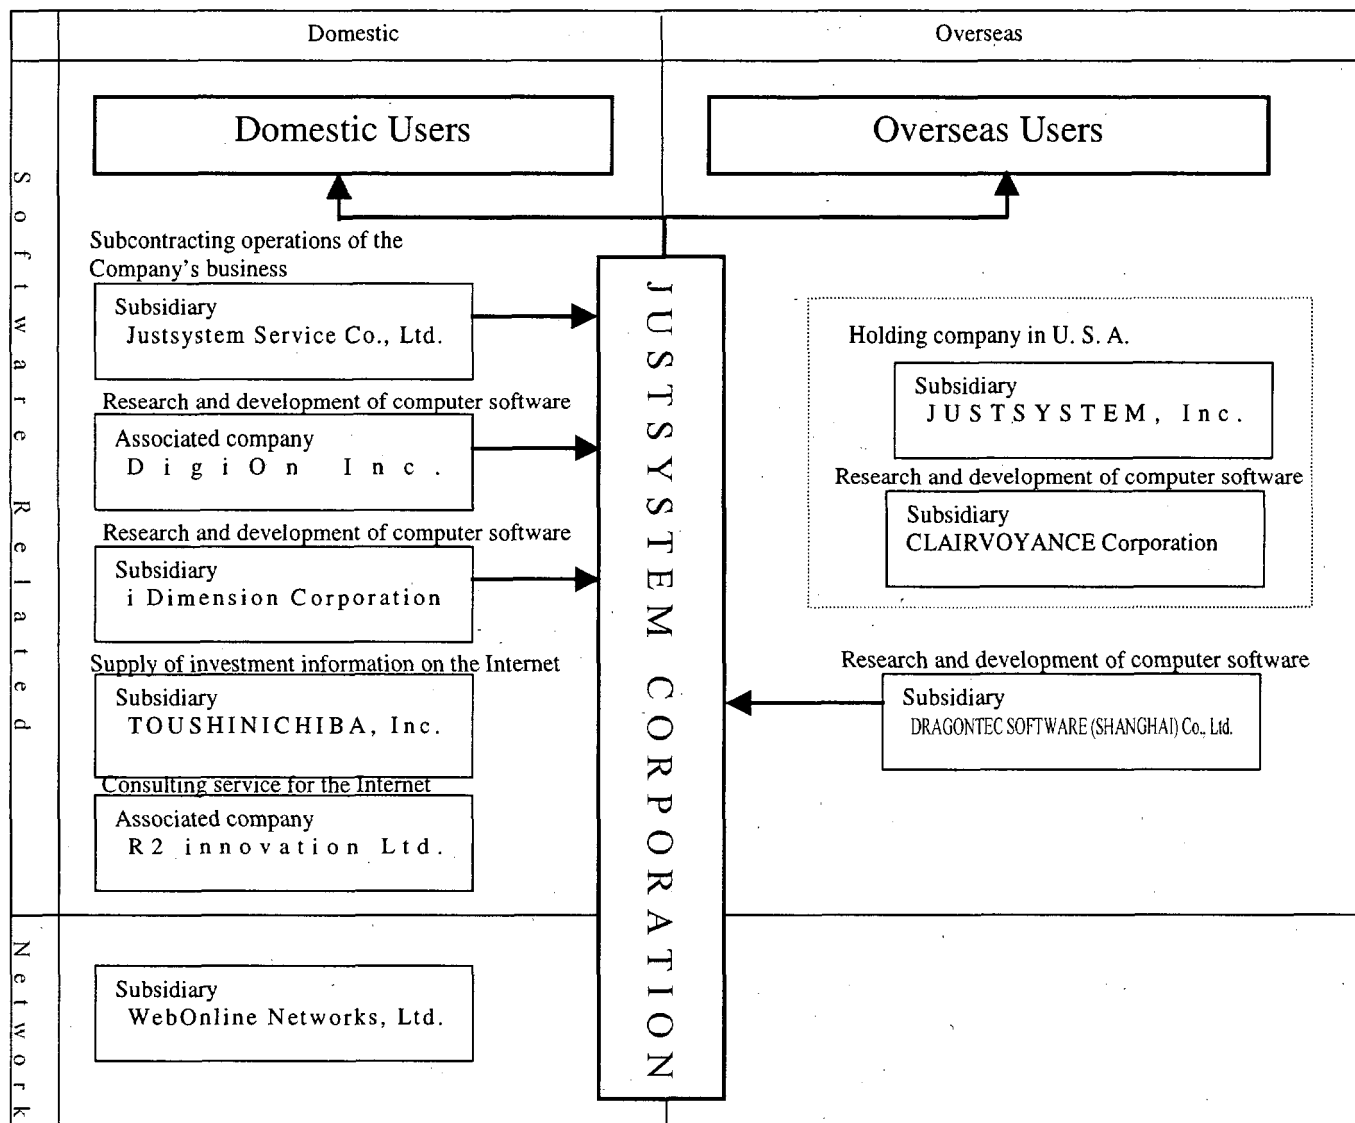 Domestic
Overseas
Domestic Users
Overseas Users
Software Related
Subcontracting operations of the
Company's business
Subsidiary
Justsystem Service Co., Ltd.
Research and development of computer software
Associated company
DigiOn Inc.
Research and development of computer software
Subsidiary
i Dimension Corporation
Supply of investment information on the Internet
Subsidiary
TOUSHINICHIBA, Inc.
Consulting service for the Internet
Associated company
R2 innovation Ltd.
JUSTSYSTEM CORPORATION
Holding company in U. S. A.
Subsidiary
JUSTSYSTEM, Inc.
Research and development of computer software
Subsidiary
CLAIRVOYANCE Corporation
Research and development of computer software
Subsidiary
DRAGONTEC SOFTWARE (SHANGHAI) Co., Ltd.
Network
Subsidiary
WebOnline Networks, Ltd.